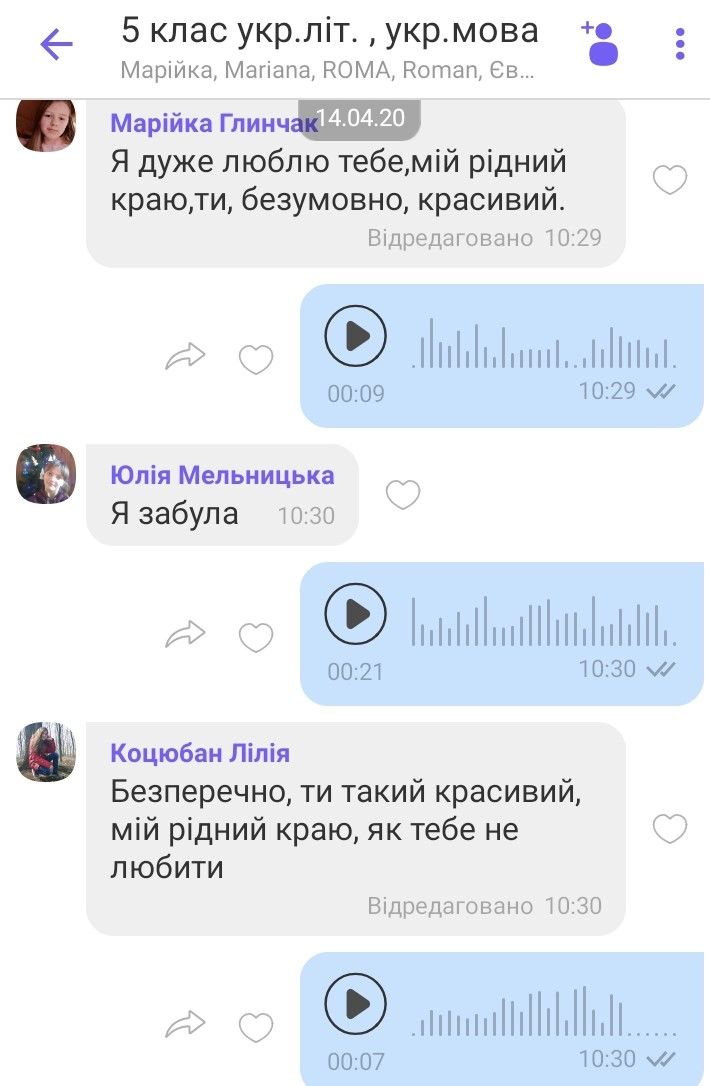 5 клас укр.літ. , укр.мова
Марійка, Mariana, ROMA, Roman, Єв...
14.04.20
Марійка Глинчак
Я дуже люблю тебе,мій рідний
краю,ти, безумовно, красивий.
Відредаговано 10:29
00:09 10:29
Юлія Мельницька
Я забула 10:30
00:21 10:30
Коцюбан Лілія
Безперечно, ти такий красивий,
мій рідний краю, як тебе не
любити
Відредаговано 10:30
00:07 10:30